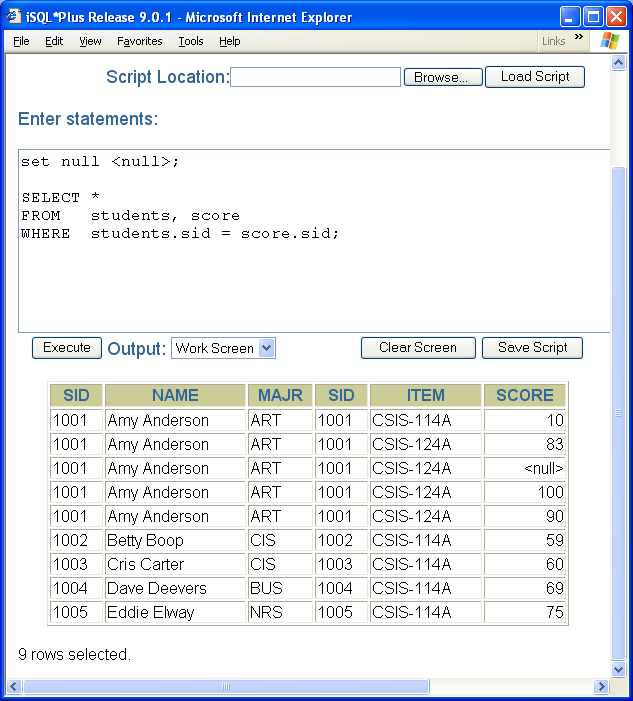 iSQL*Plus Release 9.0.1 - Microsoft Internet Explorer
File Edit View Favorites Tools Help Links »
Script Location: Browse... Load Script
Enter statements:
set null <null>;
SELECT *
FROM students, score
WHERE students.sid = score.sid;
Execute Output: Work Screen Clear Screen Save Script
SID NAME MAJR SID ITEM SCORE
1001 Amy Anderson ART 1001 CSIS-114A 10
1001 Amy Anderson ART 1001 CSIS-124A 83
1001 Amy Anderson ART 1001 CSIS-124A <null>
1001 Amy Anderson ART 1001 CSIS-124A 100
1001 Amy Anderson ART 1001 CSIS-124A 90
1002 Betty Boop CIS 1002 CSIS-114A 59
1003 Cris Carter CIS 1003 CSIS-114A 60
1004 Dave Deevers BUS 1004 CSIS-114A 69
1005 Eddie Elway NRS 1005 CSIS-114A 75
9 rows selected.